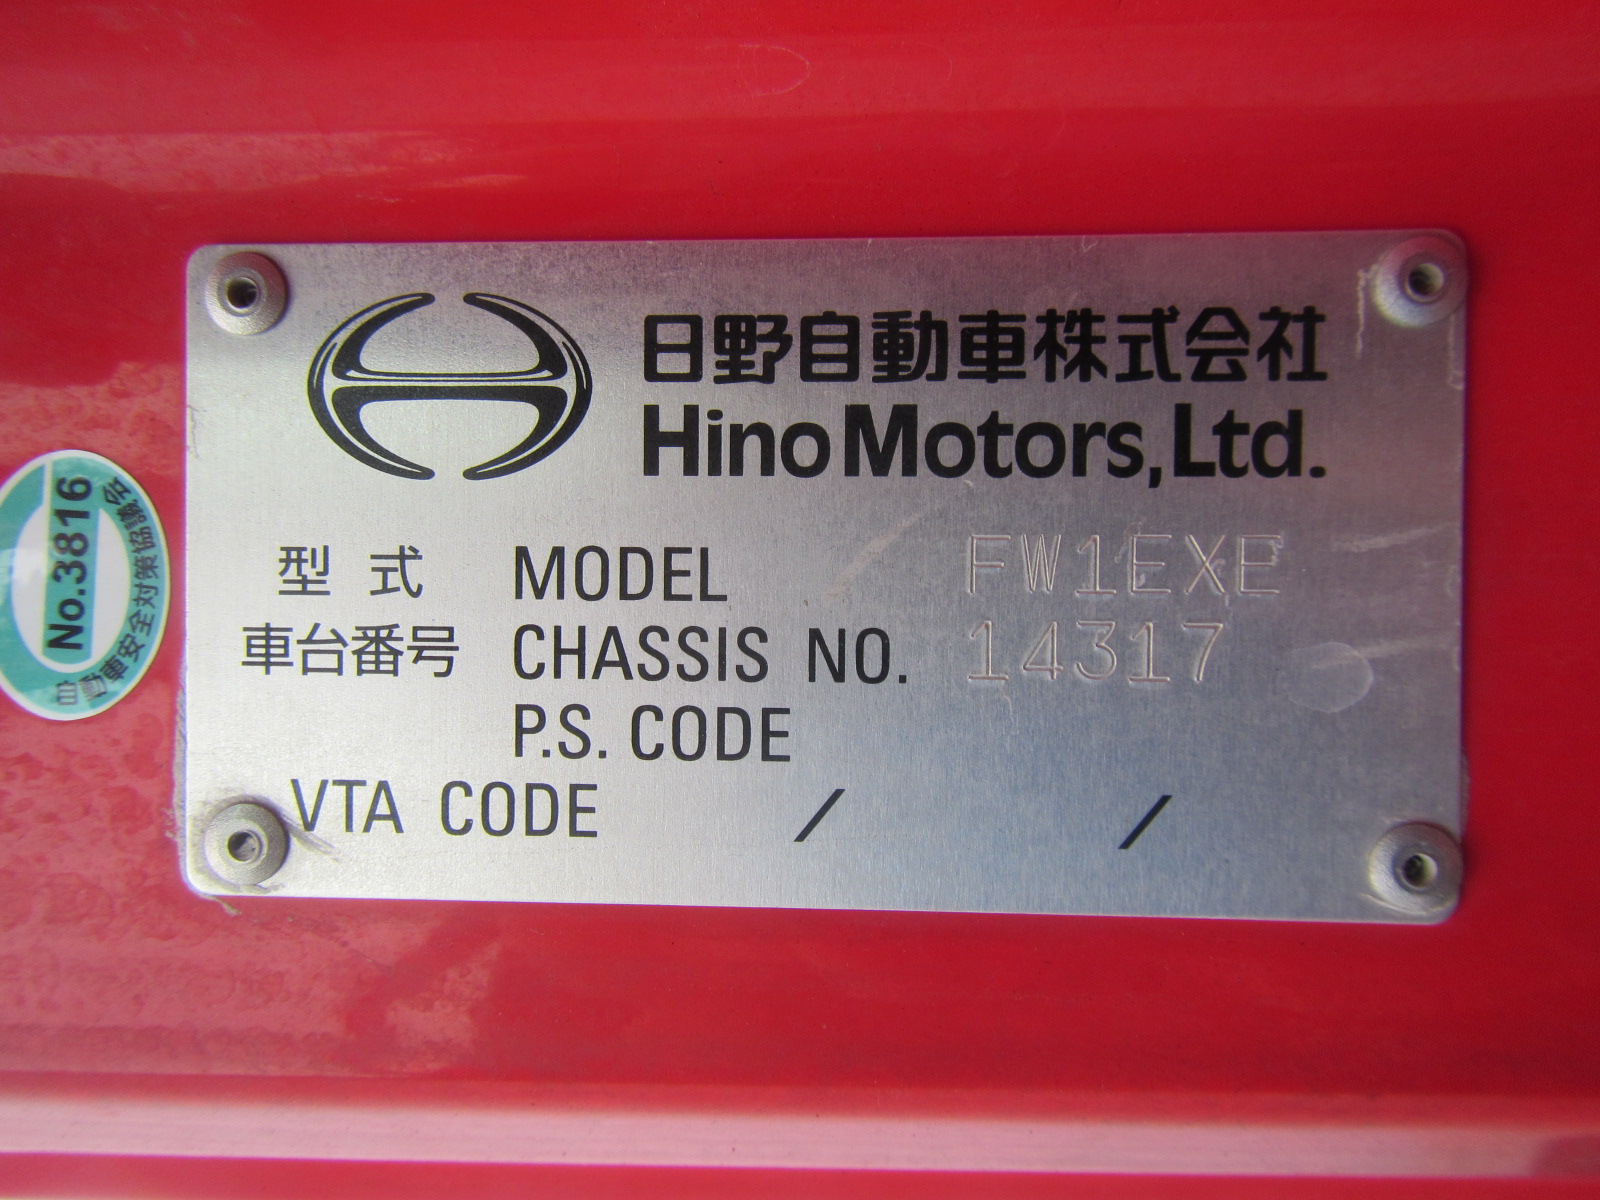 日野自動車株式会社
Hino Motors, Ltd.
型 式 MODEL FW1EXE
車台番号 CHASSIS NO. 14317
P.S. CODE
VTA CODE / /
No.3816
自動車安全対策協議会